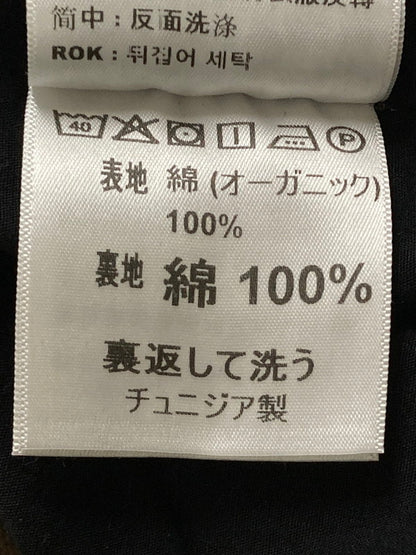 简中：反面洗涤
ROK : 뒤집어 세탁
40 P
表地 綿 (オーガニック)
100%
裏地 綿 100%
裏返して洗う
チュニジア製